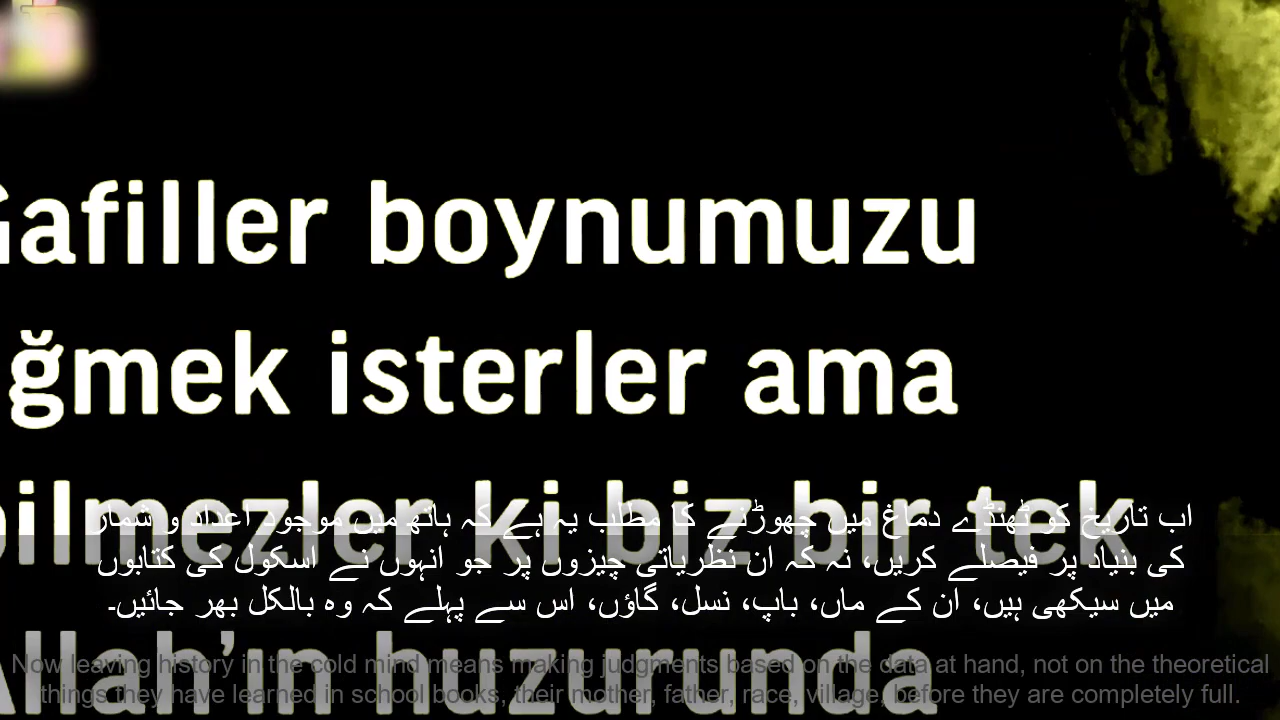 Gafiller boynumuzu
ğmek isterler ama
bilmezler ki biz bir tek
اب تاریخ کو ٹھنڈے دماغ میں چھوڑنے کا مطلب یہ ہے کہ ہاتھ میں موجود اعداد و شمار
کی بنیاد پر فیصلے کریں، نہ کہ ان نظریاتی چیزوں پر جو انہوں نے اسکول کی کتابوں
میں سیکھی ہیں، ان کے ماں، باپ، نسل، گاؤں، اس سے پہلے کہ وہ بالکل بھر جائیں۔
Allah'ın huzurunda
Now leaving history in the cold mind means making judgments based on the data at hand, not on the theoretical
things they have learned in school books, their mother, father, race, village, before they are completely full.